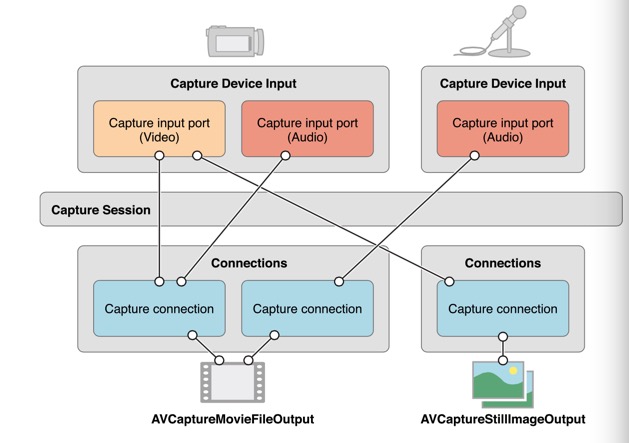 Capture Device Input
Capture input port
(Video)
Capture input port
(Audio)
Capture Device Input
Capture input port
(Audio)
Capture Session
Connections
Capture connection
Capture connection
Connections
Capture connection
AVCaptureMovieFileOutput
AVCaptureStillImageOutput